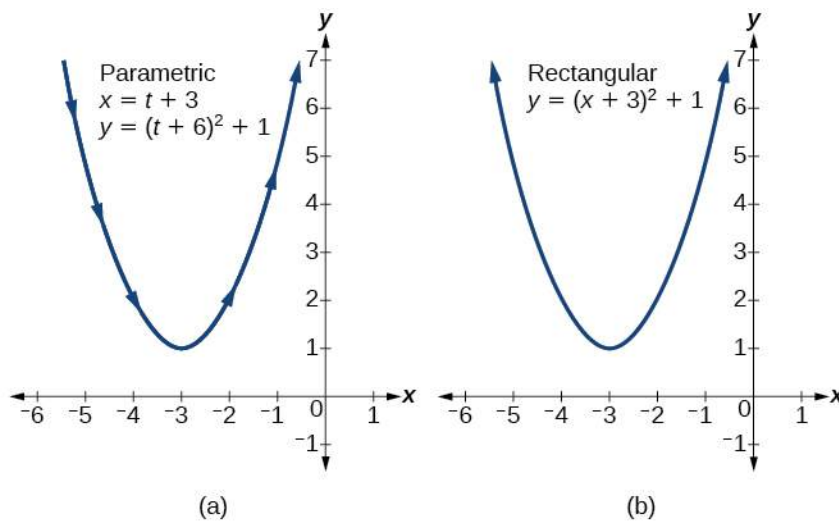 y
7
Parametric
x = t + 3
y = (t + 6)² + 1
6
5
4
3
2
1
x
−6 −5 −4 −3 −2 −1 0 1
−1
(a)
y
7
Rectangular
y = (x + 3)² + 1
6
5
4
3
2
1
x
−6 −5 −4 −3 −2 −1 0 1
−1
(b)